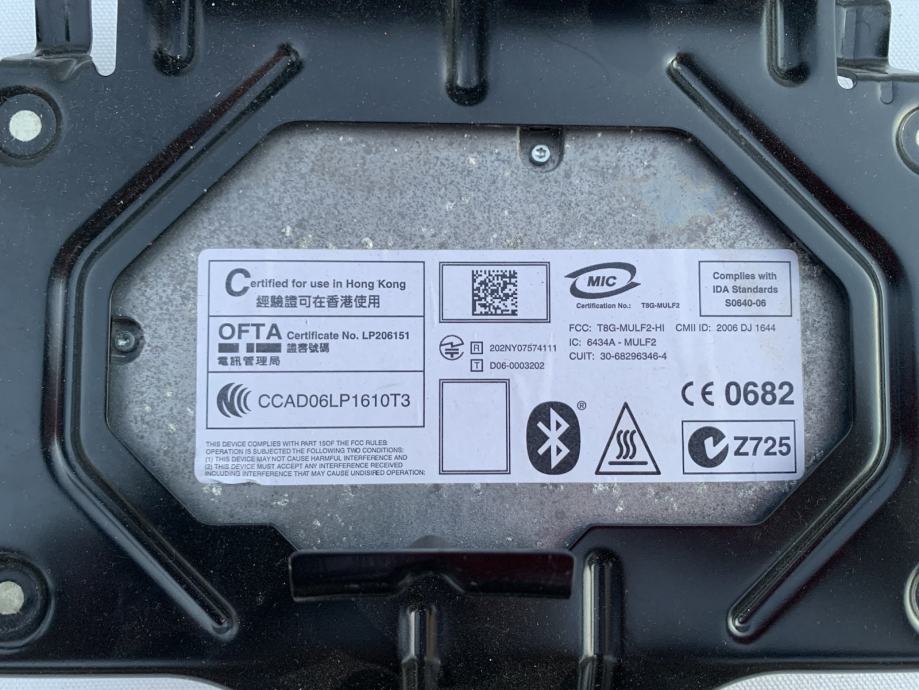 Certified for use in Hong Kong
經驗證可在香港使用
OFTA Certificate No. LP206151
證書號碼
電訊管理局
CCAD06LP1610T3
THIS DEVICE COMPLIES WITH PART 15OF THE FCC RULES:
OPERATION IS SUBJECTED OF THE FOLLOWING TWO CONDITIONS:
(1) THIS DEVICE MAY NOT CAUSE HARMFUL INTERFERENCE AND
(2) THIS DEVICE MUST ACCEPT ANY INTERFERENCE RECEIVED
INCLUDING INTERFERENCE THAT MAY CAUSE UNDISIRED OPERATION:
R 202NY07574111
T D06-0003202
MIC
Certification No.: T8G-MULF2
Complies with
IDA Standards
S0640-06
FCC: T8G-MULF2-HI CMII ID: 2006 DJ 1644
IC: 6434A - MULF2
CUIT: 30-68296346-4
CE 0682
®
Z725